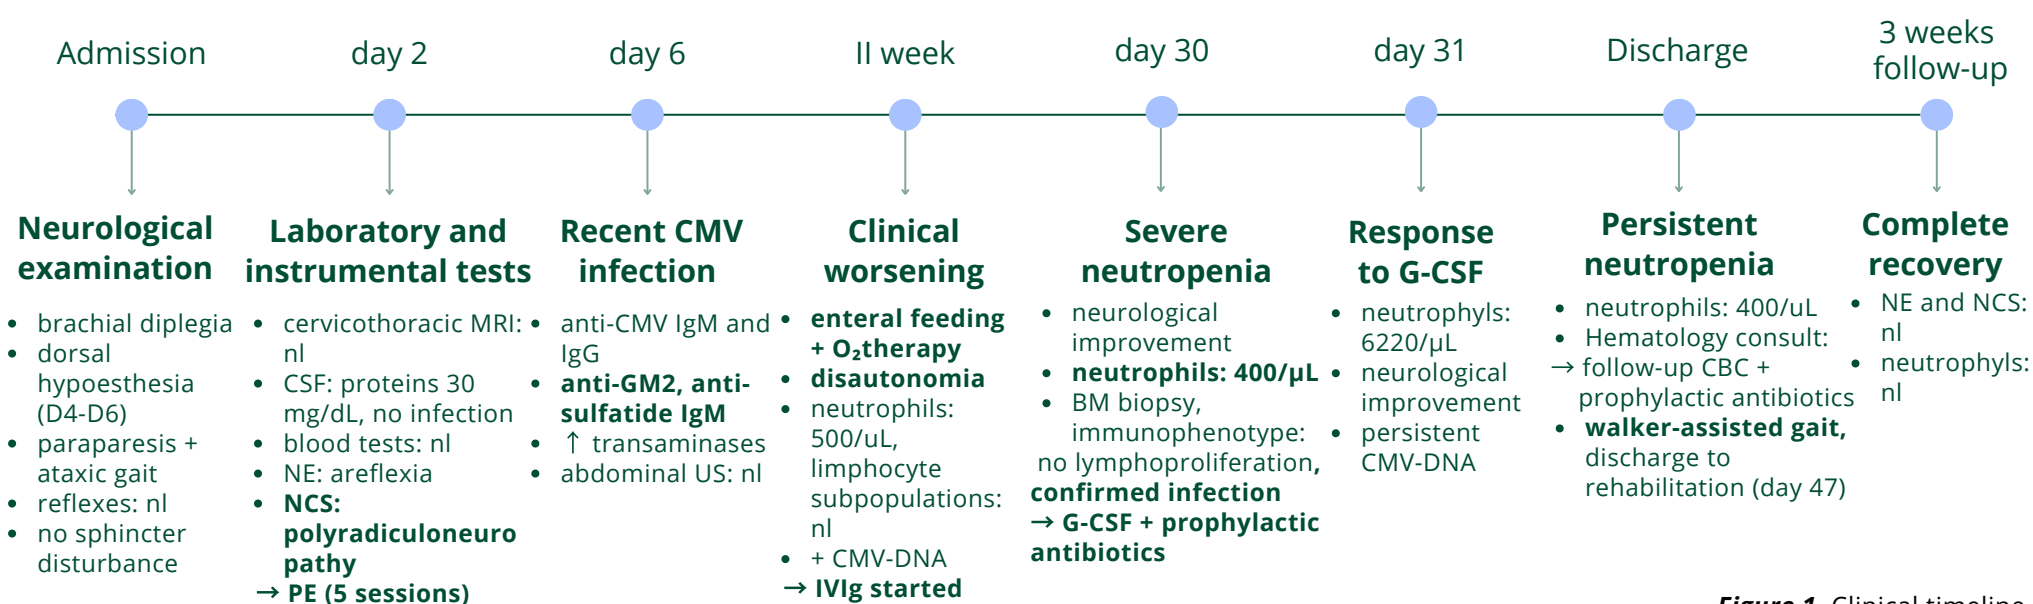 Admission
day 2
day 6
II week
day 30
day 31
Discharge
3 weeks
follow-up
Neurological
examination
• brachial diplegia
• dorsal
hypoesthesia
(D4-D6)
• paraparesis +
ataxic gait
• reflexes: nl
• no sphincter
disturbance
Laboratory and
instrumental tests
• cervicothoracic MRI:
nl
• CSF: proteins 30
mg/dL, no infection
• blood tests: nl
• NE: areflexia
• NCS:
polyradiculoneuro
pathy
→ PE (5 sessions)
Recent CMV
infection
• anti-CMV IgM and
IgG
• anti-GM2, anti-
sulfatide IgM
• ↑ transaminases
• abdominal US: nl
Clinical
worsening
• enteral feeding
+ O₂therapy
• disautonomia
• neutrophils:
500/uL,
limphocyte
subpopulations:
nl
• + CMV-DNA
→ IVIg started
Severe
neutropenia
• neurological
improvement
• neutrophils: 400/µL
• BM biopsy,
immunophenotype:
no lymphoproliferation,
confirmed infection
→ G-CSF + prophylactic
antibiotics
Response
to G-CSF
• neutrophyls:
6220/µL
• neurological
improvement
• persistent
CMV-DNA
Persistent
neutropenia
• neutrophils: 400/uL
• Hematology consult:
→ follow-up CBC +
prophylactic antibiotics
• walker-assisted gait,
discharge to
rehabilitation (day 47)
Complete
recovery
• NE and NCS:
nl
• neutrophyls:
nl
Figure 1. Clinical timeline